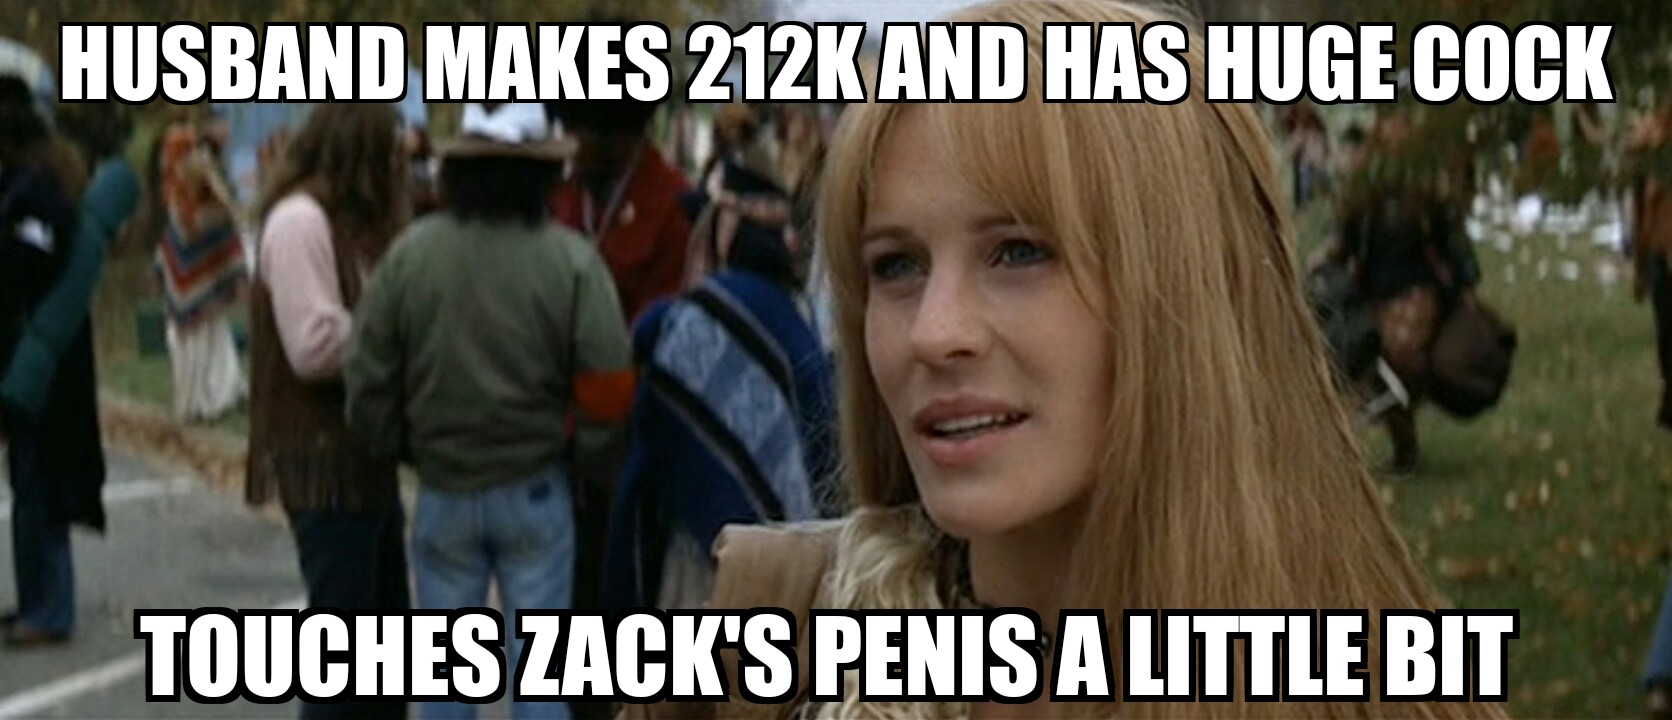 HUSBAND MAKES 212K AND HAS HUGE COCK
TOUCHES ZACK'S PENIS A LITTLE BIT